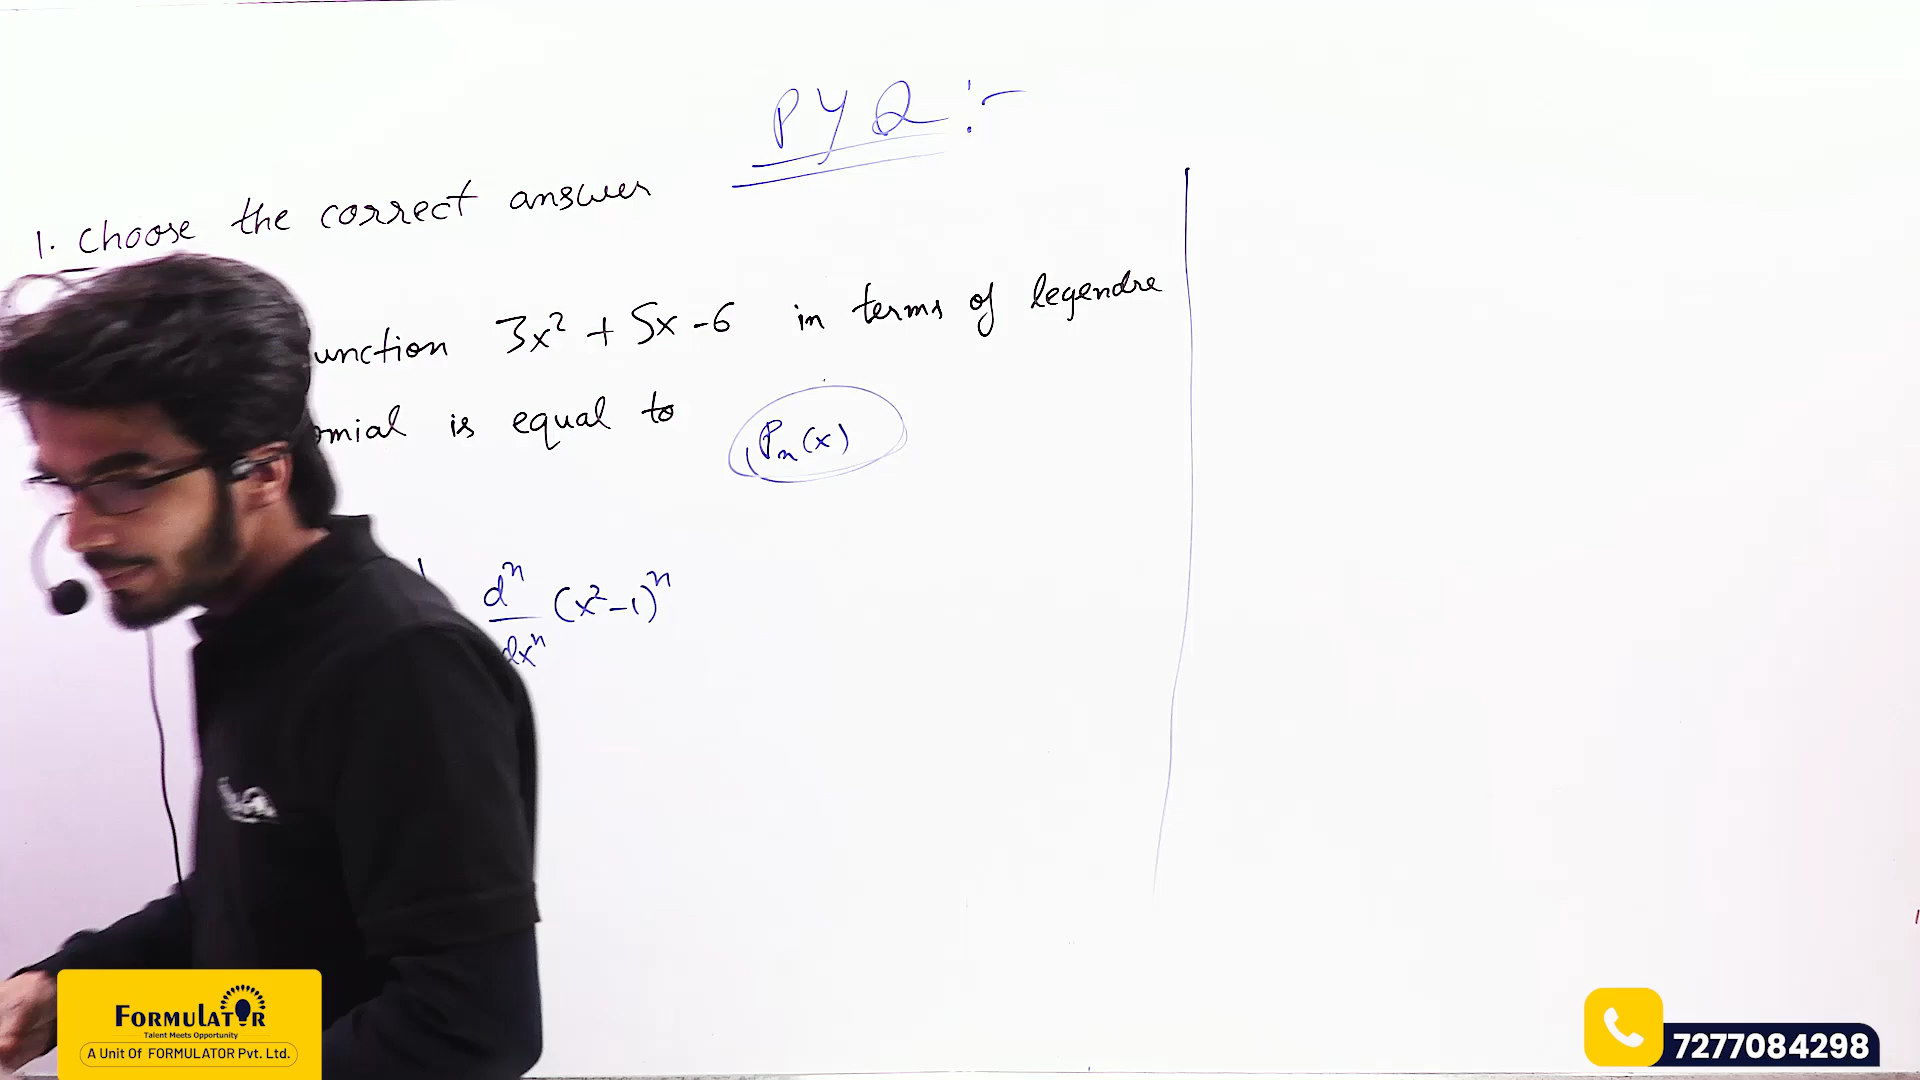 PYQ :-
1. Choose the correct answer
unction 3x² + 5x - 6 in terms of legendre
omial is equal to
Pn(x)
dⁿ (x²-1)ⁿ
dxⁿ
FORMULATOR
Talent Meets Opportunity
A Unit Of FORMULATOR Pvt. Ltd.
7277084298